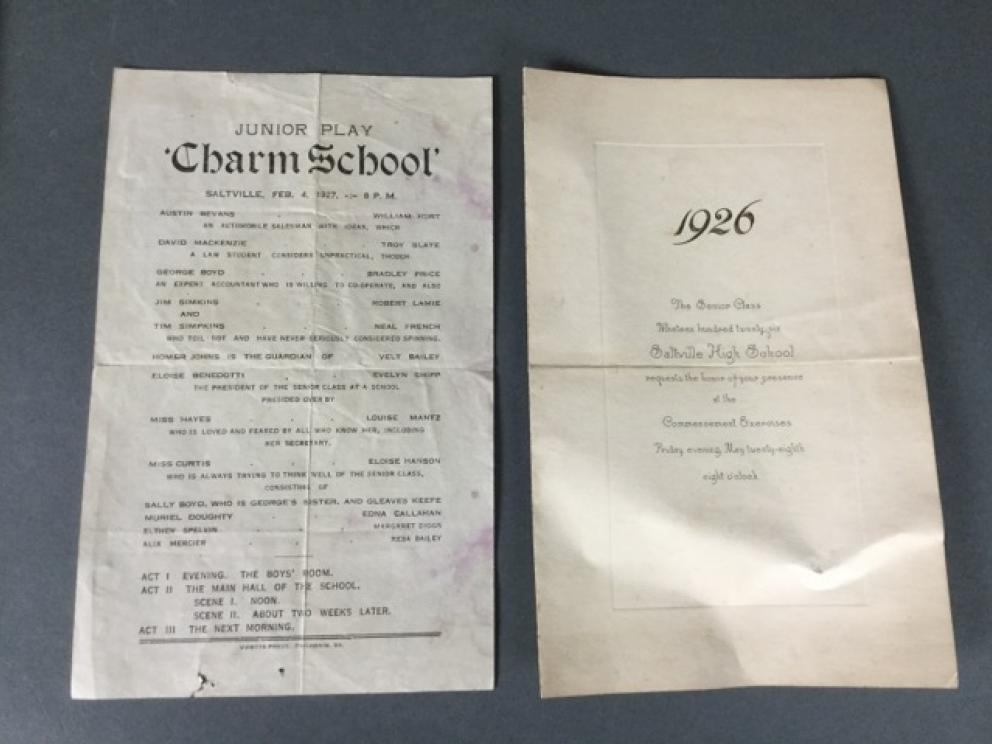 JUNIOR PLAY
'Charm School'
SALTVILLE, FEB. 4, 1927, -:- 8 P. M.
AUSTIN BEVANS . . WILLIAM HORT
AN AUTOMOBILE SALESMAN WITH IDEAS, WHICH
DAVID MACKENZIE . . . TROY SLAYE
A LAW STUDENT CONSIDERS UNPRACTICAL, THOUGH
GEORGE BOYD . . . BRADLEY PRICE
AN EXPERT ACCOUNTANT WHO IS WILLING TO CO-OPERATE, AND ALSO
JIM SIMKINS . . . ROBERT LAMIE
AND
TIM SIMPKINS . . . NEAL FRENCH
WHO TOIL NOT AND HAVE NEVER SERIOUSLY CONSIDERED SPINNING.
HOMER JOHNS IS THE GUARDIAN OF VELT BAILEY
ELOISE BENEDOTTI . . EVELYN SHIPP
THE PRESIDENT OF THE SENIOR CLASS AT A SCHOOL
PRESIDED OVER BY
MISS HAYES . . . LOUISE MANTZ
WHO IS LOVED AND FEARED BY ALL WHO KNOW HER, INCLUDING
HER SECRETARY.
MISS CURTIS . . . ELOISE HANSON
WHO IS ALWAYS TRYING TO THINK WELL OF THE SENIOR CLASS,
CONSISTING OF
SALLY BOYD, WHO IS GEORGE'S SISTER, AND GLEAVES KEEFE
MURIEL DOUGHTY . . EDNA CALLAHAN
ELTHEN SPELVIN . . . MARGARET DIGGS
ALIX MERCIER . . . REBA BAILEY
ACT I EVENING. THE BOYS' ROOM.
ACT II THE MAIN HALL OF THE SCHOOL.
SCENE I. NOON.
SCENE II. ABOUT TWO WEEKS LATER.
ACT III THE NEXT MORNING.
1926
The Senior Class
Nineteen hundred twenty-six
Saltville High School
requests the honor of your presence
at the
Commencement Exercises
Friday evening, May twenty-eighth
eight o'clock